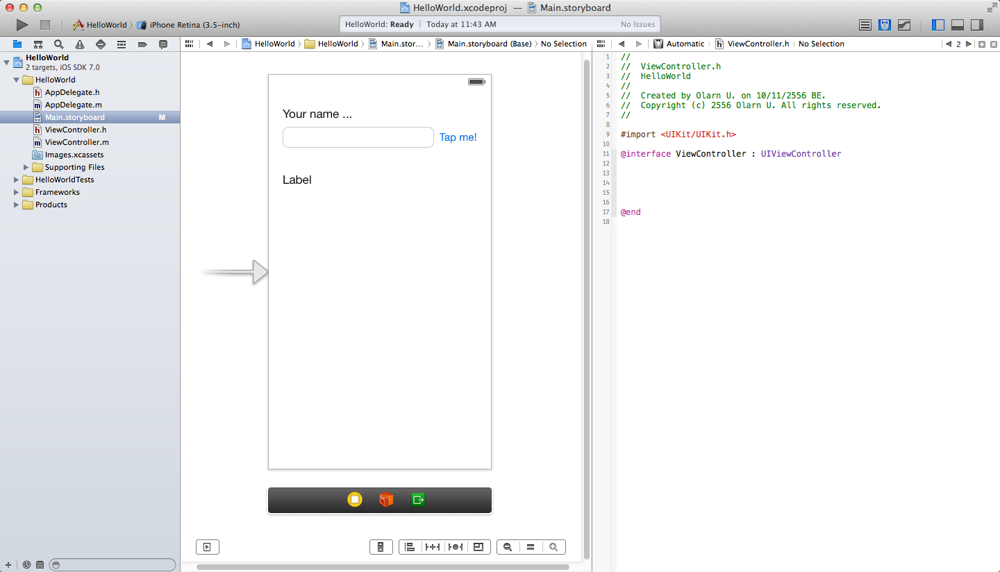 HelloWorld.xcodeproj — Main.storyboard
HelloWorld 〉 iPhone Retina (3.5-inch)
HelloWorld: Ready | Today at 11:43 AM No Issues
HelloWorld 〉 HelloWorld 〉 Main.stor... 〉 Main.storyboard (Base) 〉 No Selection
Automatic 〉 ViewController.h 〉 No Selection
2
HelloWorld
2 targets, iOS SDK 7.0
HelloWorld
AppDelegate.h
AppDelegate.m
Main.storyboard M
ViewController.h
ViewController.m
Images.xcassets
Supporting Files
HelloWorldTests
Frameworks
Products
Your name ...
Tap me!
Label
1 //
2 //  ViewController.h
3 //  HelloWorld
4 //
5 //  Created by Olarn U. on 10/11/2556 BE.
6 //  Copyright (c) 2556 Olarn U. All rights reserved.
7 //
8
9 #import <UIKit/UIKit.h>
10
11 @interface ViewController : UIViewController
12
13
14
15
16
17 @end
18